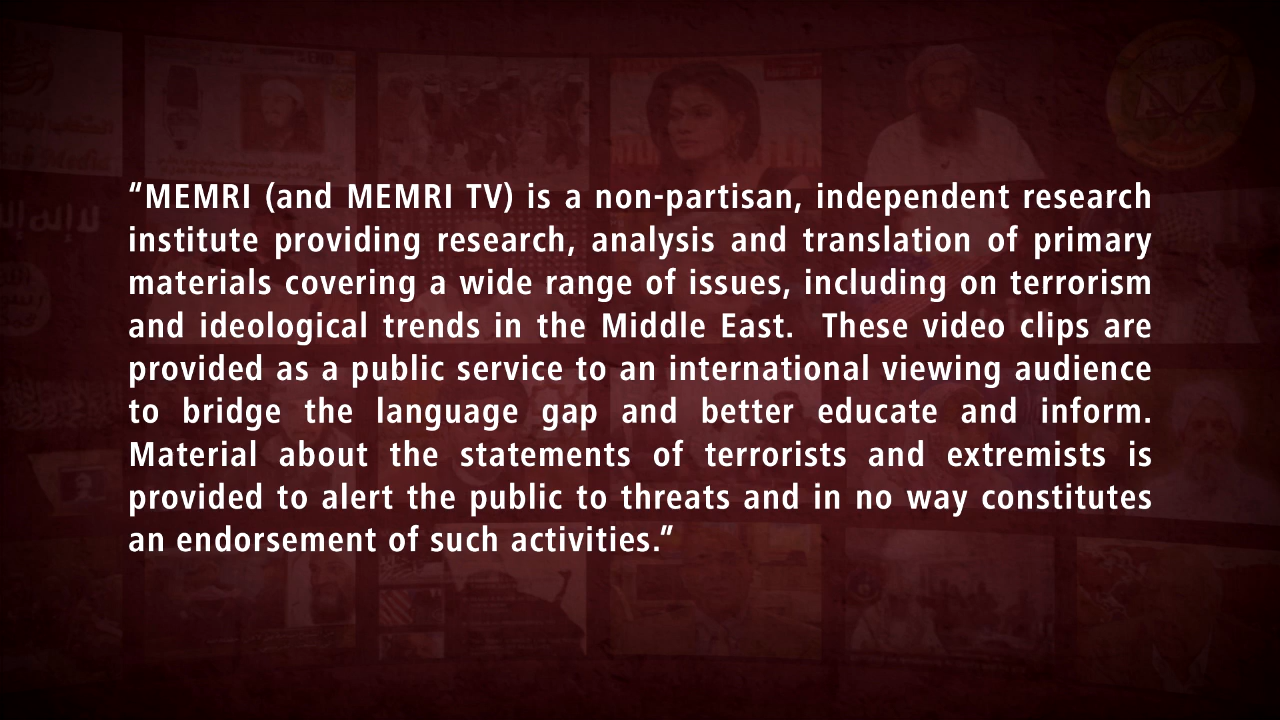 “MEMRI (and MEMRI TV) is a non-partisan, independent research
institute providing research, analysis and translation of primary
materials covering a wide range of issues, including on terrorism
and ideological trends in the Middle East. These video clips are
provided as a public service to an international viewing audience
to bridge the language gap and better educate and inform.
Material about the statements of terrorists and extremists is
provided to alert the public to threats and in no way constitutes
an endorsement of such activities.”